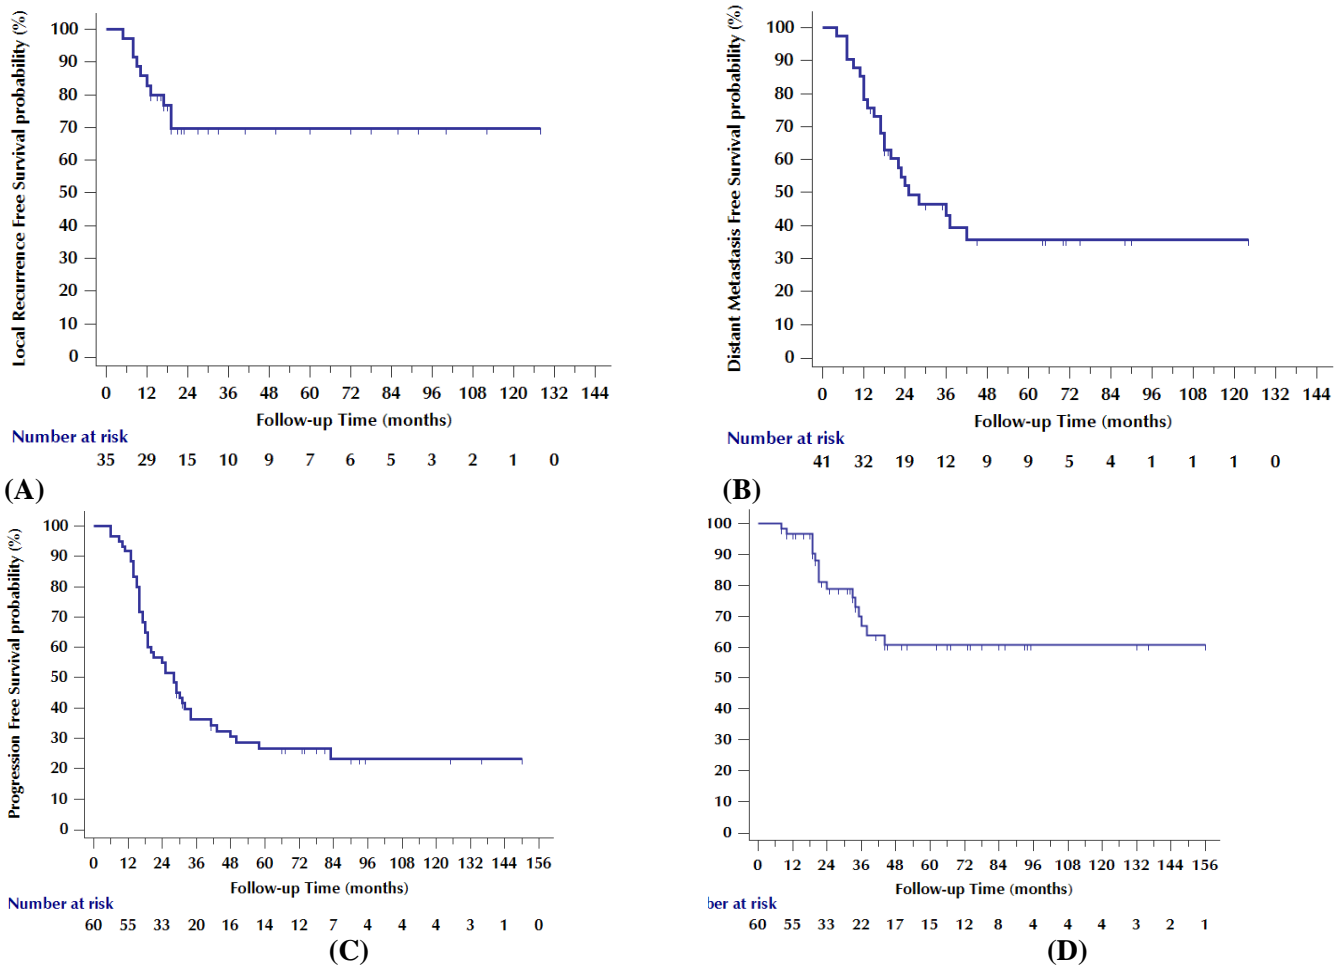 Local Recurrence Free Survival probability (%)
100
90
80
70
60
50
40
30
20
10
0
0 12 24 36 48 60 72 84 96 108 120 132 144
Follow-up Time (months)
Number at risk
35 29 15 10 9 7 6 5 3 2 1 0
(A)
Distant Metastasis Free Survival probability (%)
100
90
80
70
60
50
40
30
20
10
0
0 12 24 36 48 60 72 84 96 108 120 132 144
Follow-up Time (months)
Number at risk
41 32 19 12 9 9 5 4 1 1 1 0
(B)
Progression Free Survival probability (%)
100
90
80
70
60
50
40
30
20
10
0
0 12 24 36 48 60 72 84 96 108 120 132 144 156
Follow-up Time (months)
Number at risk
60 55 33 20 16 14 12 7 4 4 4 3 1 0
(C)
100
90
80
70
60
50
40
30
20
10
0
0 12 24 36 48 60 72 84 96 108 120 132 144 156
Follow-up Time (months)
ber at risk
60 55 33 22 17 15 12 8 4 4 4 3 2 1
(D)